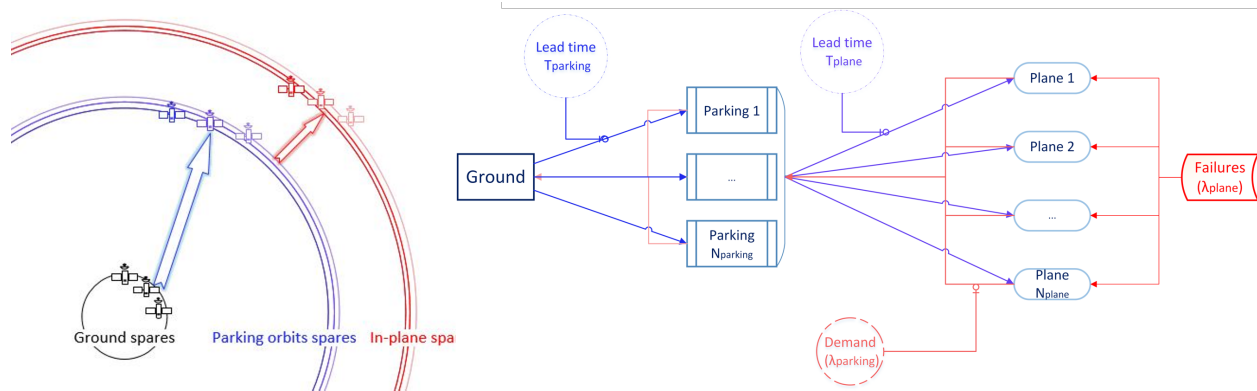 Ground spares
Parking orbits spares
In-plane spa
Lead time
Tparking
Lead time
Tplane
Ground
Parking 1
...
Parking
Nparking
Plane 1
Plane 2
...
Plane
Nplane
Failures
(λplane)
Demand
(λparking)